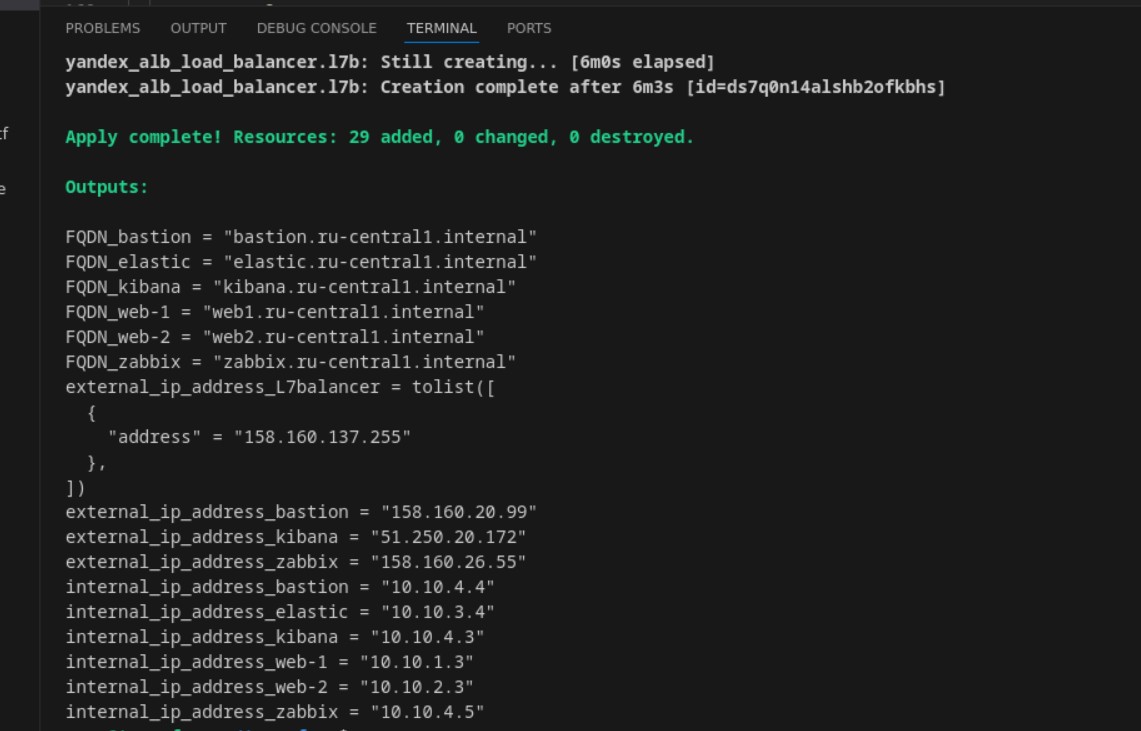 PROBLEMS OUTPUT DEBUG CONSOLE TERMINAL PORTS
yandex_alb_load_balancer.l7b: Still creating... [6m0s elapsed]
yandex_alb_load_balancer.l7b: Creation complete after 6m3s [id=ds7q0n14alshb2ofkbhs]
Apply complete! Resources: 29 added, 0 changed, 0 destroyed.
Outputs:
FQDN_bastion = "bastion.ru-central1.internal"
FQDN_elastic = "elastic.ru-central1.internal"
FQDN_kibana = "kibana.ru-central1.internal"
FQDN_web-1 = "web1.ru-central1.internal"
FQDN_web-2 = "web2.ru-central1.internal"
FQDN_zabbix = "zabbix.ru-central1.internal"
external_ip_address_L7balancer = tolist([
  {
    "address" = "158.160.137.255"
  },
])
external_ip_address_bastion = "158.160.20.99"
external_ip_address_kibana = "51.250.20.172"
external_ip_address_zabbix = "158.160.26.55"
internal_ip_address_bastion = "10.10.4.4"
internal_ip_address_elastic = "10.10.3.4"
internal_ip_address_kibana = "10.10.4.3"
internal_ip_address_web-1 = "10.10.1.3"
internal_ip_address_web-2 = "10.10.2.3"
internal_ip_address_zabbix = "10.10.4.5"